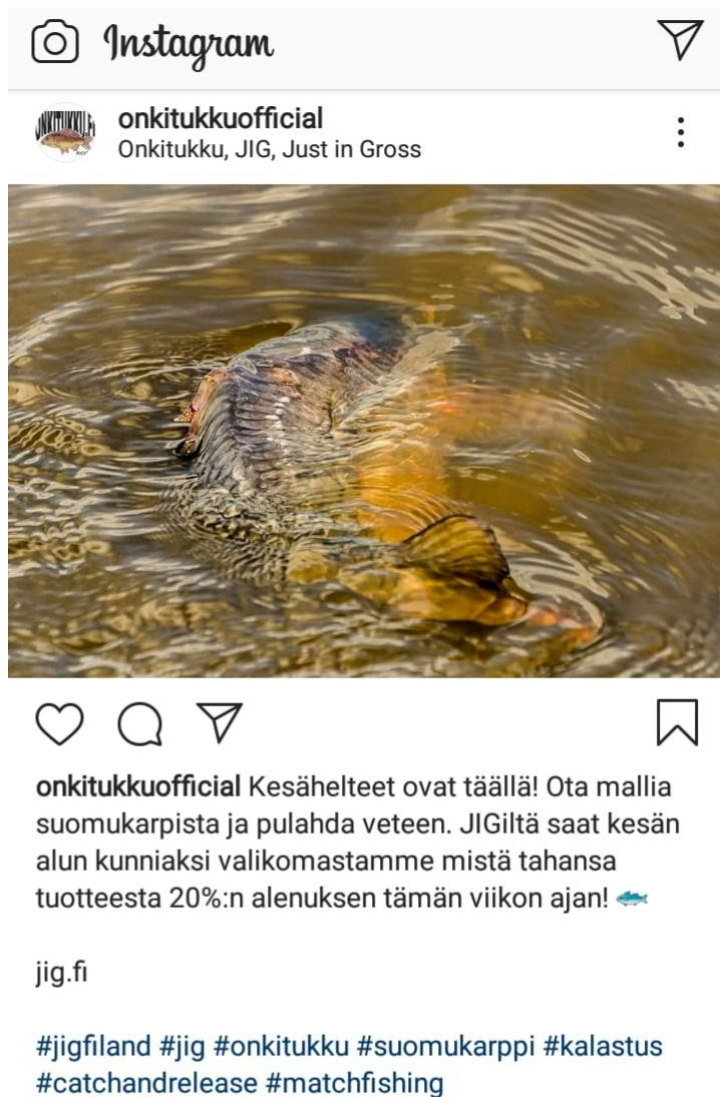 Instagram
ONKITUKKU.FI
onkitukkuofficial
Onkitukku, JIG, Just in Gross
onkitukkuofficial Kesähelteet ovat täällä! Ota mallia
suomukarpista ja pulahda veteen. JIGiltä saat kesän
alun kunniaksi valikomastamme mistä tahansa
tuotteesta 20%:n alenuksen tämän viikon ajan!
jig.fi
#jigfiland #jig #onkitukku #suomukarppi #kalastus
#catchandrelease #matchfishing